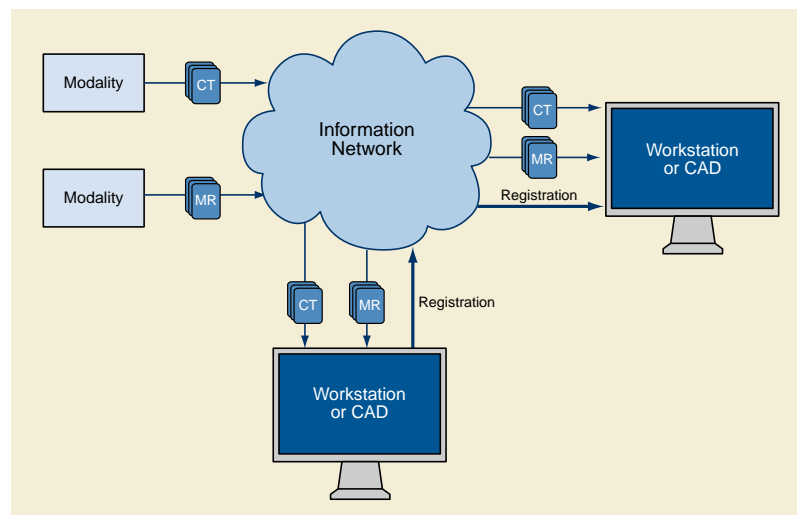 Modality
CT
Information
Network
CT
MR
Workstation
or CAD
Modality
MR
Registration
CT
MR
Registration
Workstation
or CAD